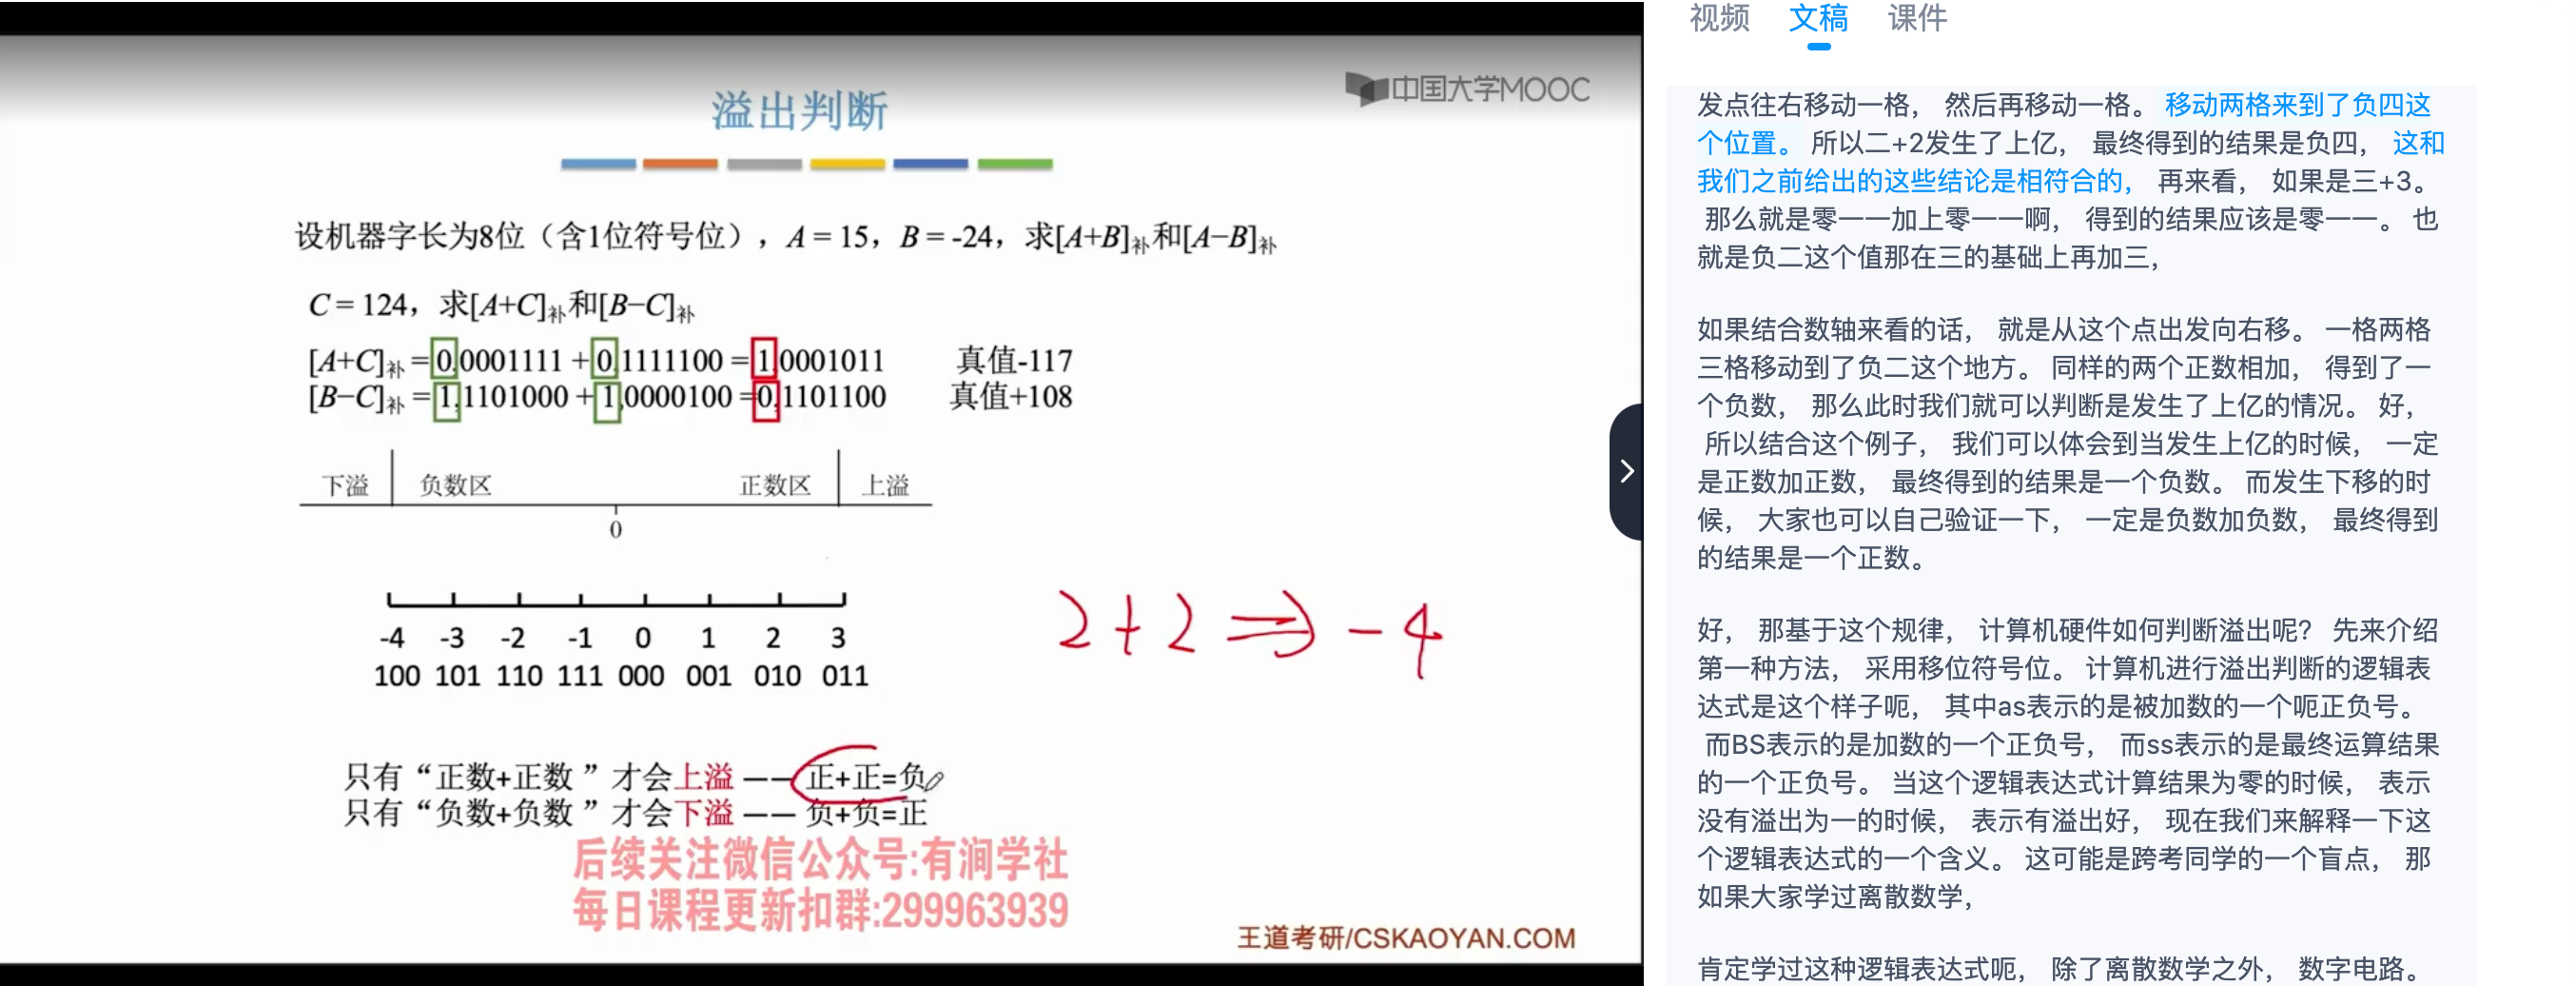 中国大学MOOC
溢出判断
设机器字长为8位（含1位符号位），A = 15，B = -24，求[A+B]补和[A−B]补
C = 124，求[A+C]补和[B−C]补
[A+C]补 = 0,0001111 + 0,1111100 = 1,0001011 真值-117
[B−C]补 = 1,1101000 + 1,0000100 = 0,1101100 真值+108
下溢 负数区 正数区 上溢
0
-4 -3 -2 -1 0 1 2 3
100 101 110 111 000 001 010 011
2+2⇒-4
只有“正数+正数 ”才会上溢 —— 正+正=负
只有“负数+负数 ”才会下溢 —— 负+负=正
后续关注微信公众号:有涧学社
每日课程更新扣群:299963939
王道考研/CSKAOYAN.COM
视频 文稿 课件
发点往右移动一格， 然后再移动一格。 移动两格来到了负四这
个位置。 所以二+2发生了上亿， 最终得到的结果是负四， 这和
我们之前给出的这些结论是相符合的， 再来看， 如果是三+3。
那么就是零一一加上零一一啊， 得到的结果应该是零一一。 也
就是负二这个值那在三的基础上再加三，
如果结合数轴来看的话， 就是从这个点出发向右移。 一格两格
三格移动到了负二这个地方。 同样的两个正数相加， 得到了一
个负数， 那么此时我们就可以判断是发生了上亿的情况。 好，
所以结合这个例子， 我们可以体会到当发生上亿的时候， 一定
是正数加正数， 最终得到的结果是一个负数。 而发生下移的时
候， 大家也可以自己验证一下， 一定是负数加负数， 最终得到
的结果是一个正数。
好， 那基于这个规律， 计算机硬件如何判断溢出呢？ 先来介绍
第一种方法， 采用移位符号位。 计算机进行溢出判断的逻辑表
达式是这个样子呃， 其中as表示的是被加数的一个呃正负号。
而BS表示的是加数的一个正负号， 而ss表示的是最终运算结果
的一个正负号。 当这个逻辑表达式计算结果为零的时候， 表示
没有溢出为一的时候， 表示有溢出好， 现在我们来解释一下这
个逻辑表达式的一个含义。 这可能是跨考同学的一个盲点， 那
如果大家学过离散数学，
肯定学过这种逻辑表达式呃， 除了离散数学之外， 数字电路。